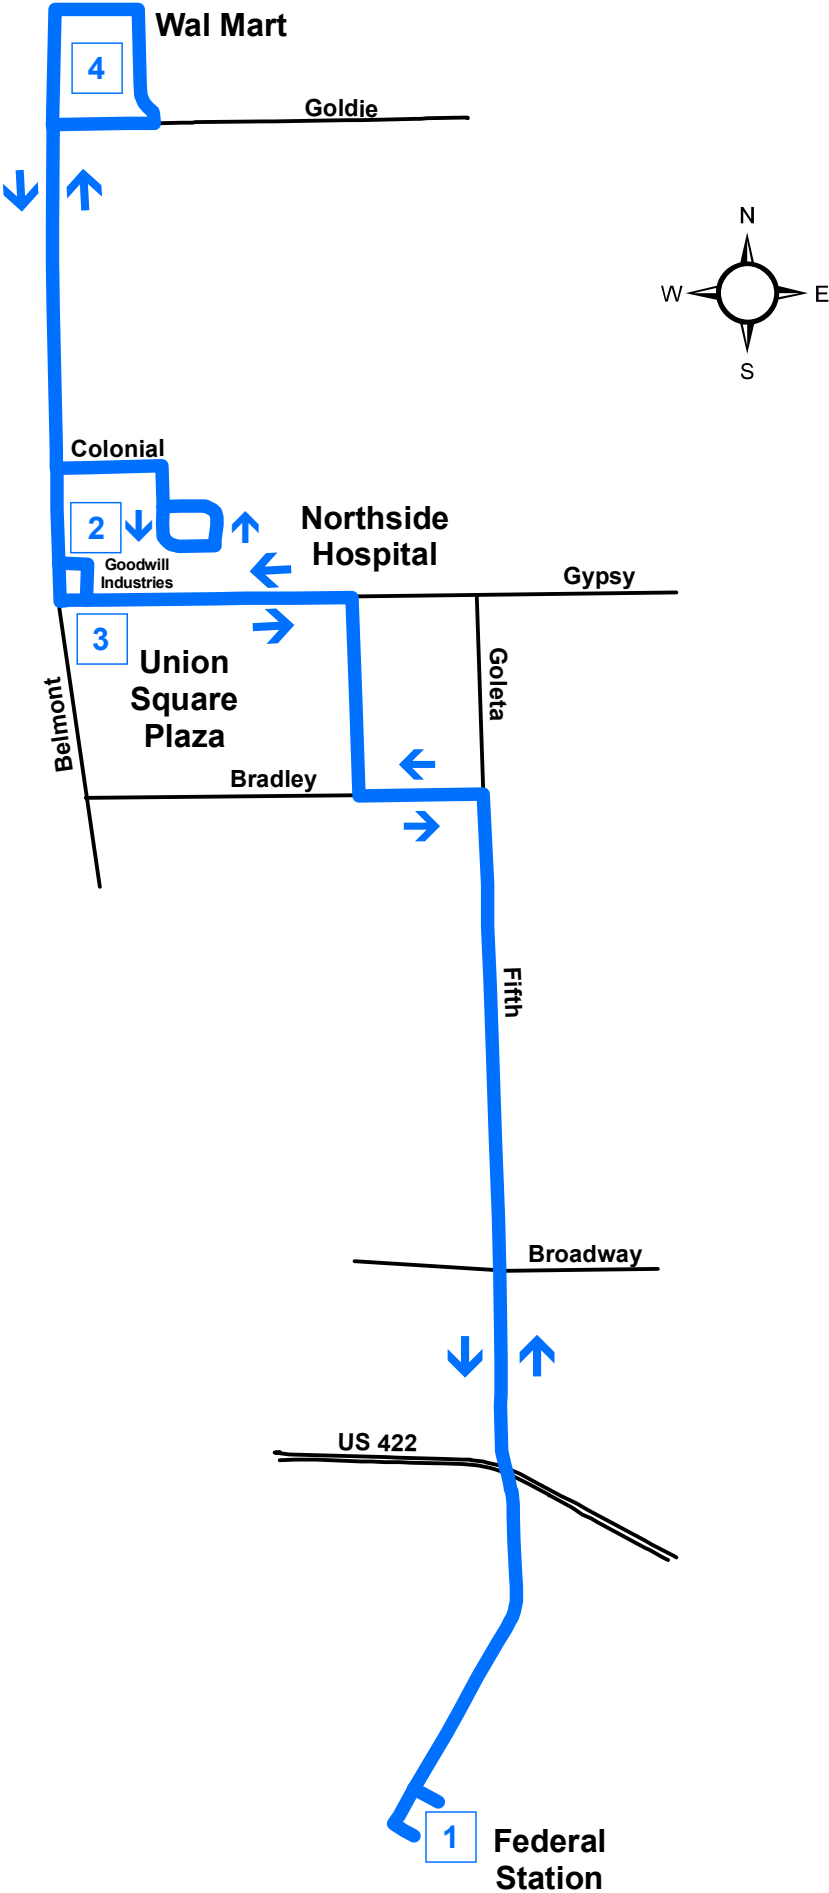 Wal Mart
4
Goldie
N
W
E
S
Colonial
2
Northside
Hospital
Goodwill
Industries
Gypsy
3
Union
Square
Plaza
Goleta
Belmont
Bradley
Fifth
Broadway
US 422
1
Federal
Station